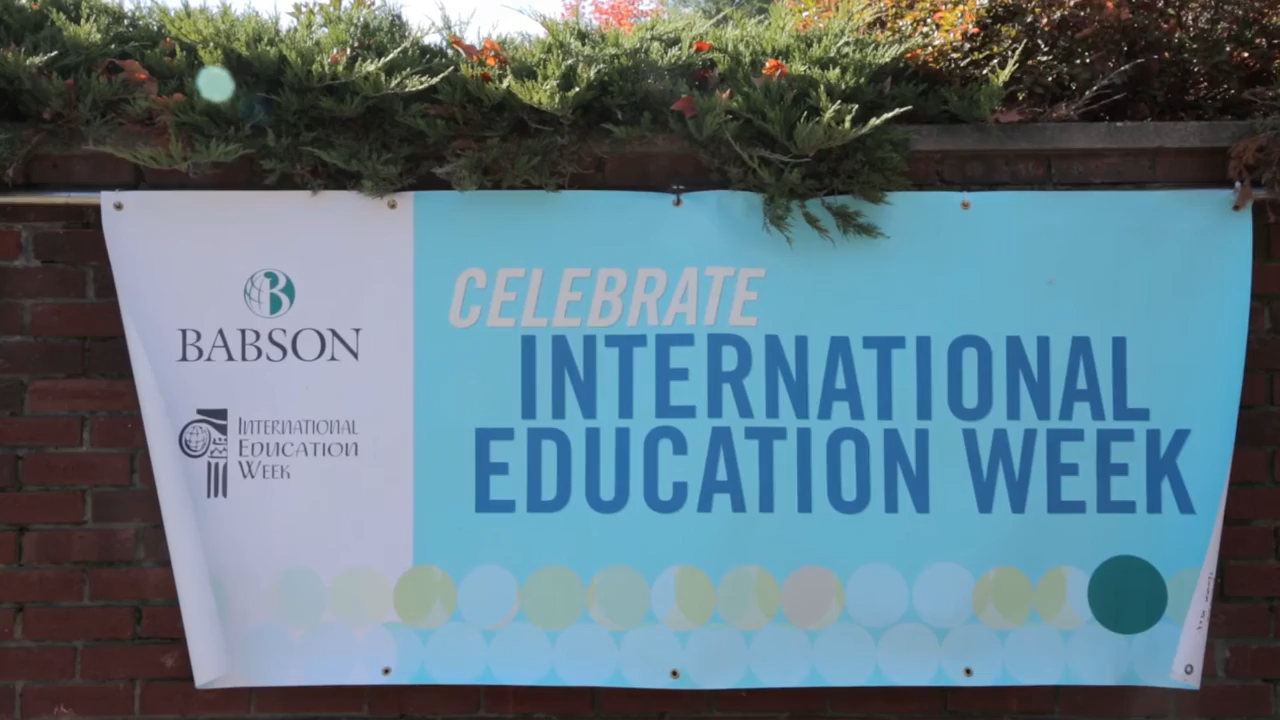 BABSON
INTERNATIONAL
EDUCATION
WEEK
CELEBRATE
INTERNATIONAL
EDUCATION WEEK